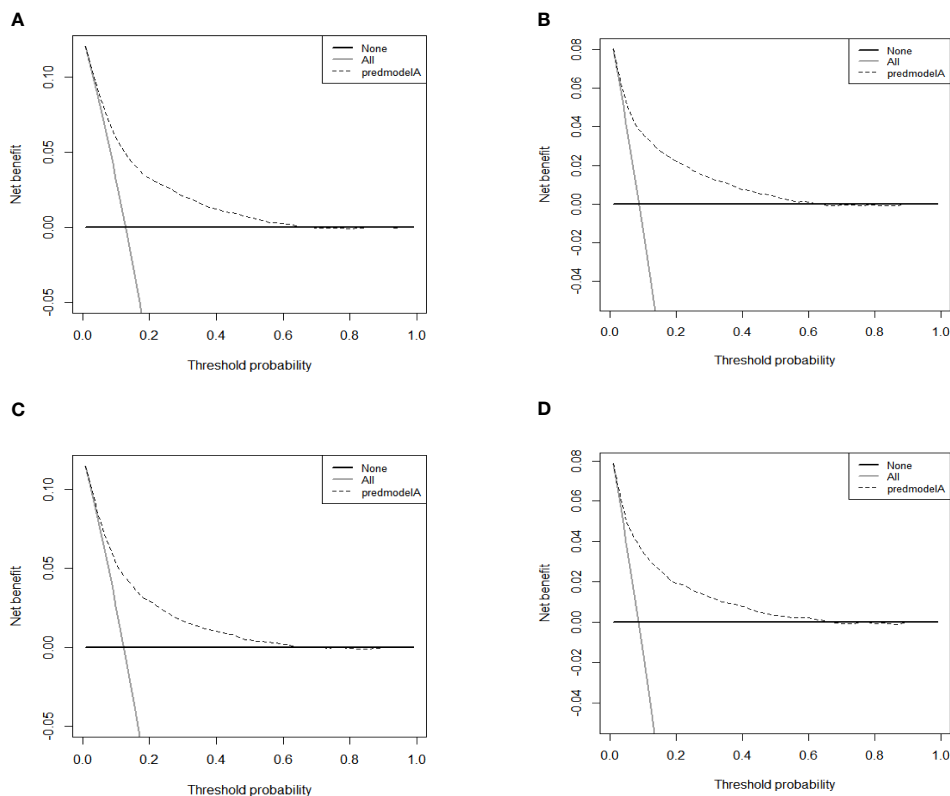 A
None
All
predmodelA
Net benefit
0.10
0.05
0.00
-0.05
0.0 0.2 0.4 0.6 0.8 1.0
Threshold probability
B
None
All
predmodelA
Net benefit
0.08
0.06
0.04
0.02
0.00
-0.02
-0.04
0.0 0.2 0.4 0.6 0.8 1.0
Threshold probability
C
None
All
predmodelA
Net benefit
0.10
0.05
0.00
-0.05
0.0 0.2 0.4 0.6 0.8 1.0
Threshold probability
D
None
All
predmodelA
Net benefit
0.08
0.06
0.04
0.02
0.00
-0.02
-0.04
0.0 0.2 0.4 0.6 0.8 1.0
Threshold probability